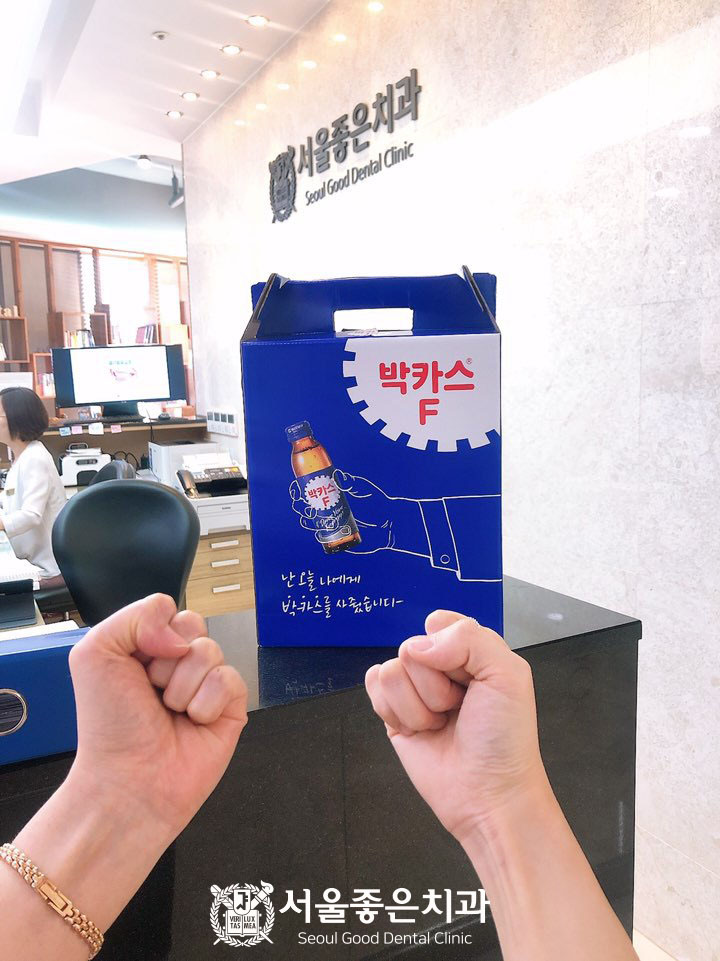 서울좋은치과
Seoul Good Dental Clinic
박카스®
F
박카스
F
난 오늘 나에게
박카스를 사줬습니다-
VERI LUX
TAS MEA
서울좋은치과
Seoul Good Dental Clinic